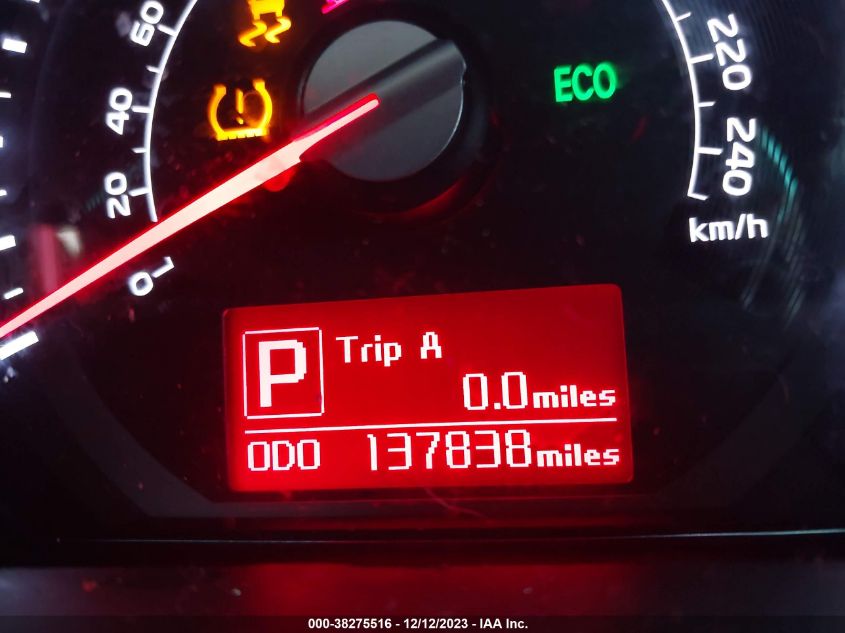 60
40
20
0
220
240
km/h
ECO
!
P
Trip A
0.0miles
ODO 137838miles
000-38275516 - 12/12/2023 - IAA Inc.